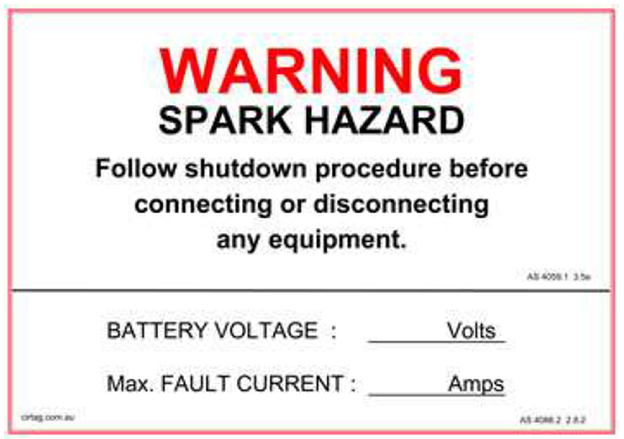 WARNING
SPARK HAZARD
Follow shutdown procedure before
connecting or disconnecting
any equipment.
BATTERY VOLTAGE : Volts
Max. FAULT CURRENT : Amps